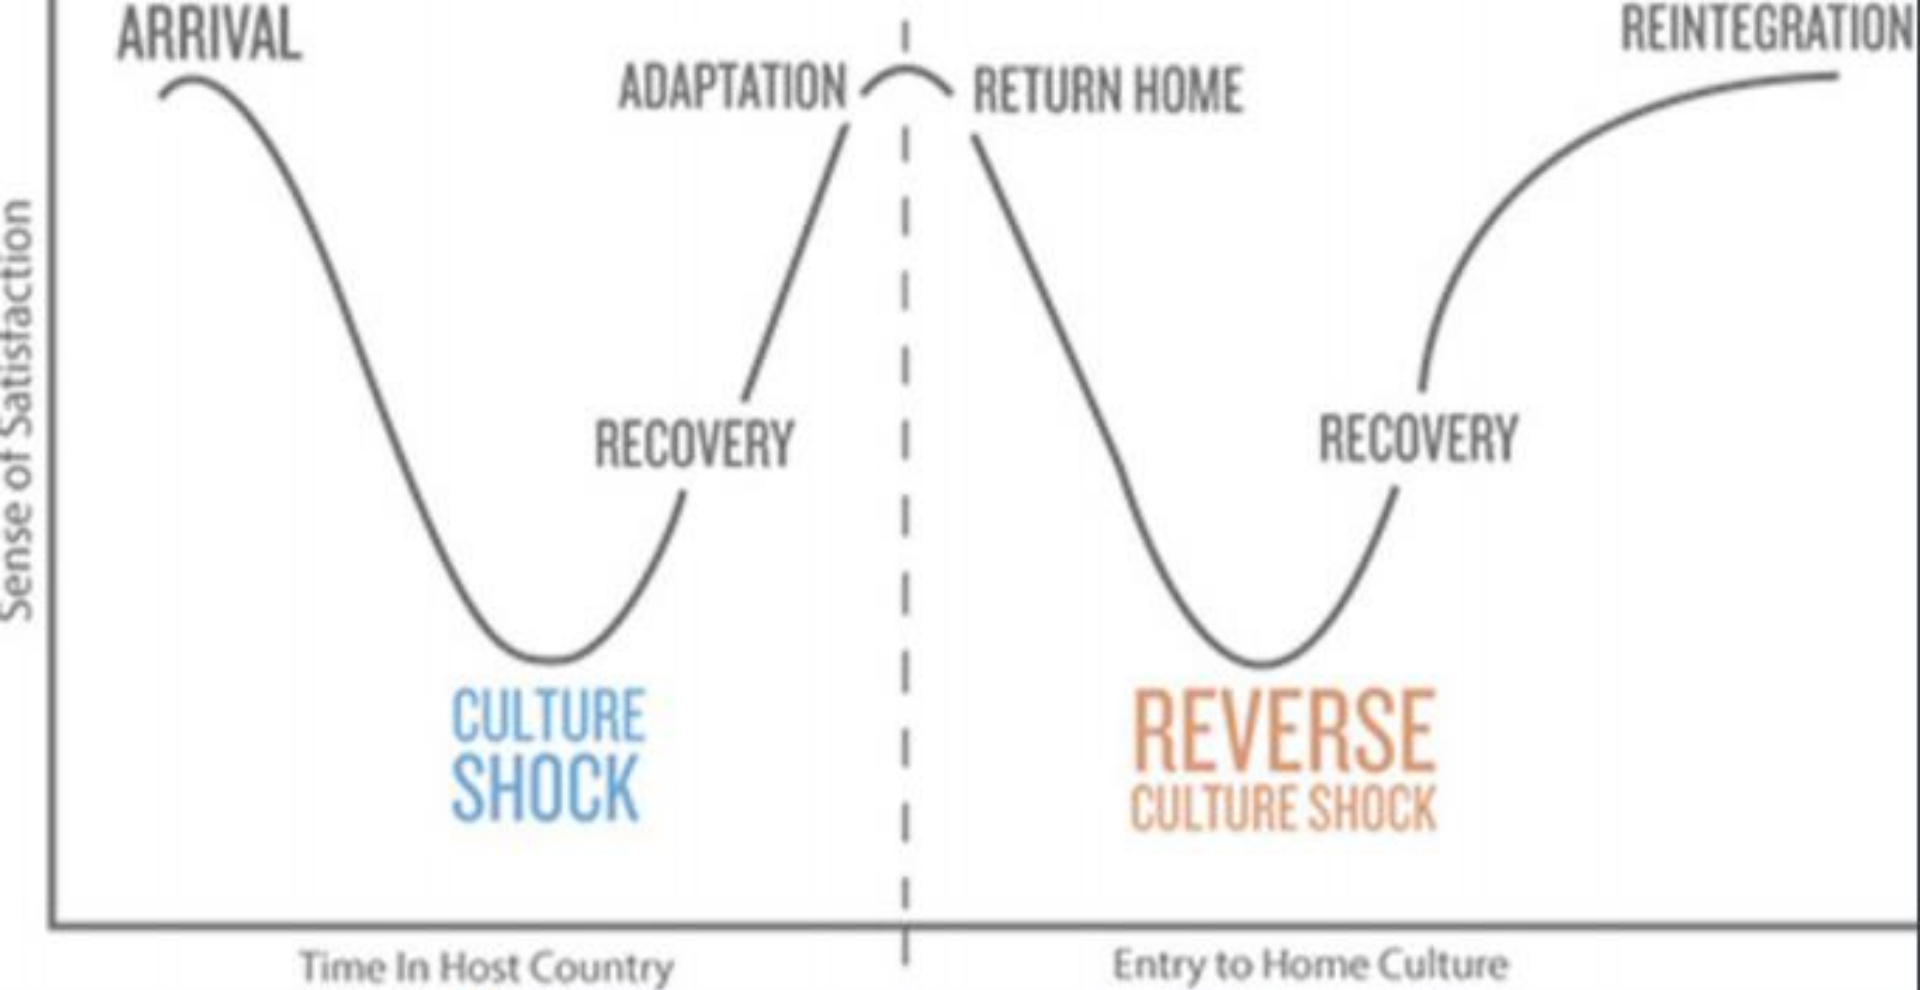 ARRIVAL
REINTEGRATION
ADAPTATION
RETURN HOME
Sense of Satisfaction
RECOVERY
RECOVERY
CULTURE
SHOCK
REVERSE
CULTURE SHOCK
Time In Host Country
Entry to Home Culture